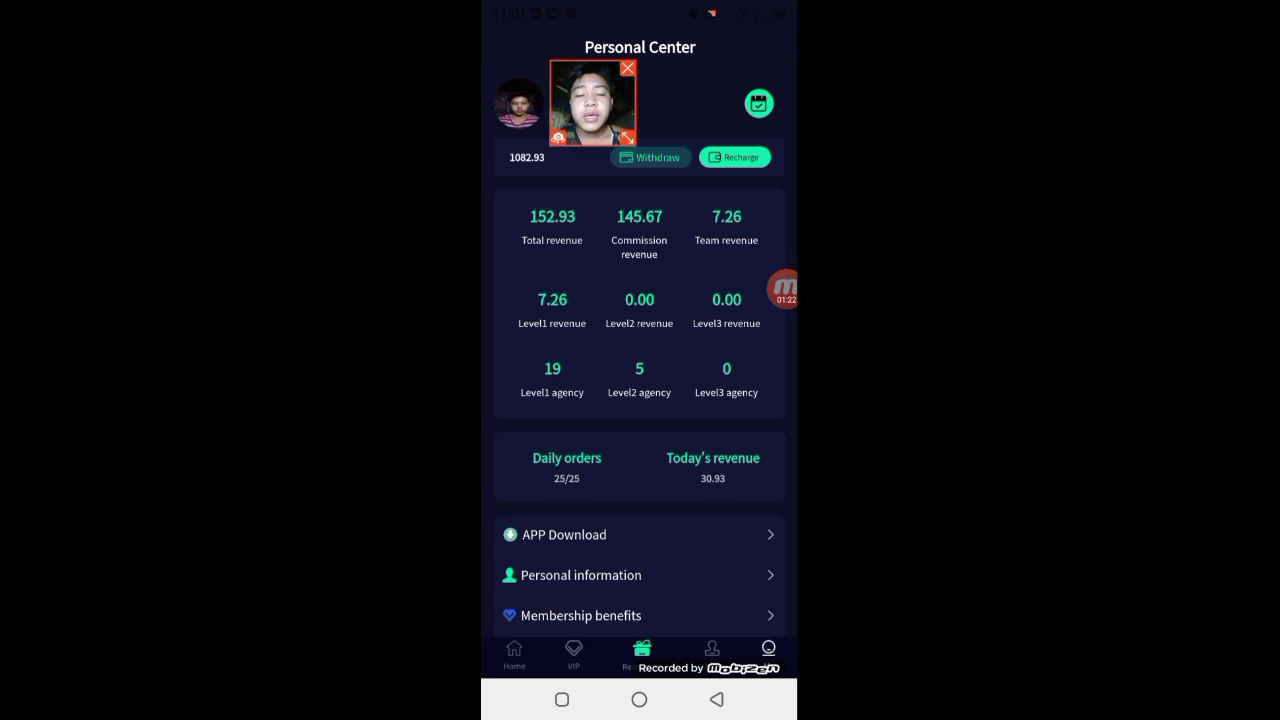 11:01
Personal Center
1082.93
Withdraw
Recharge
152.93 145.67 7.26
Total revenue Commission revenue Team revenue
01:22
7.26 0.00 0.00
Level1 revenue Level2 revenue Level3 revenue
19 5 0
Level1 agency Level2 agency Level3 agency
Daily orders Today's revenue
25/25 30.93
APP Download
Personal information
Membership benefits
Home VIP
Recorded by mobizen